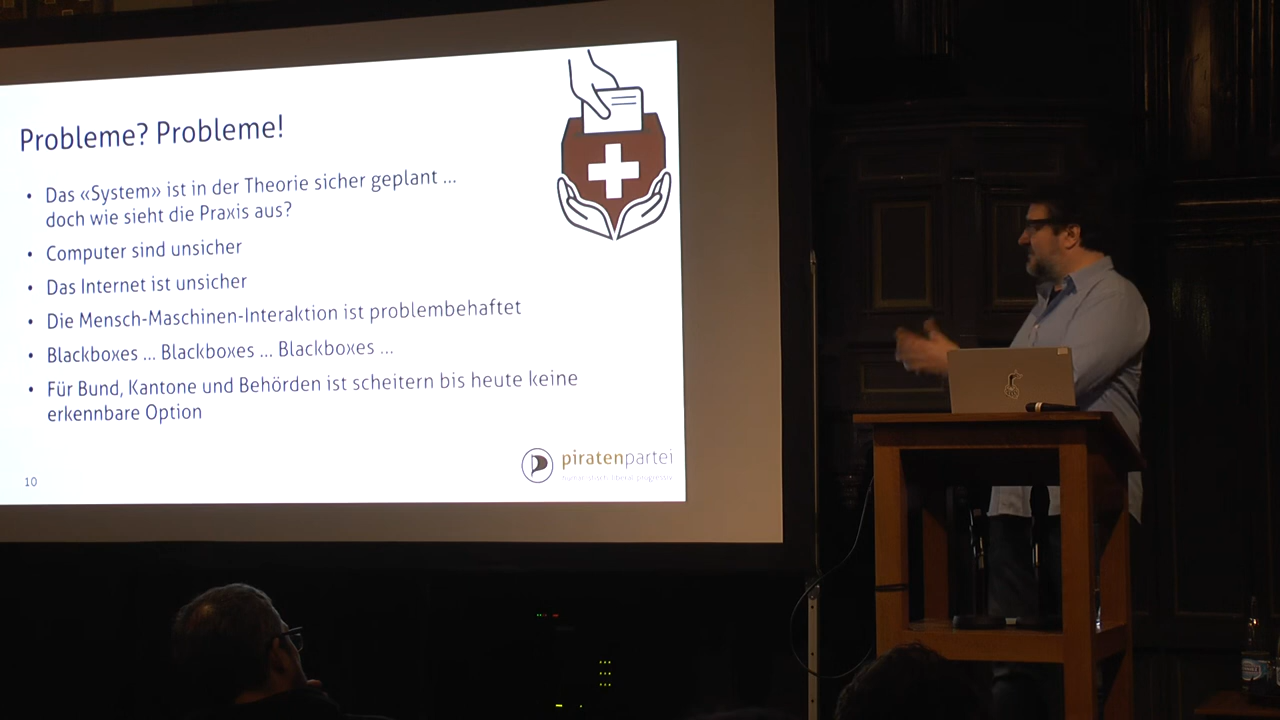 Probleme? Probleme!
• Das «System» ist in der Theorie sicher geplant ...
doch wie sieht die Praxis aus?
• Computer sind unsicher
• Das Internet ist unsicher
• Die Mensch-Maschinen-Interaktion ist problembehaftet
• Blackboxes ... Blackboxes ... Blackboxes ...
• Für Bund, Kantone und Behörden ist scheitern bis heute keine
erkennbare Option
10
piratenpartei